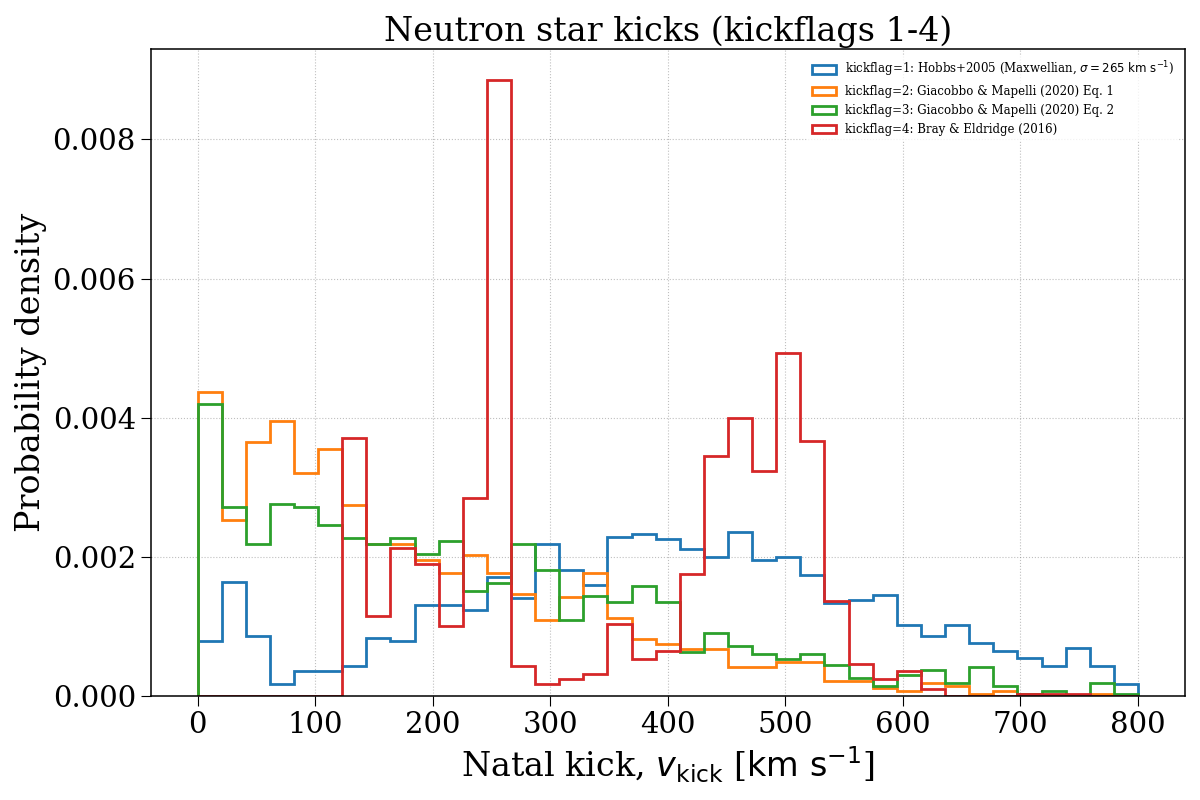 Neutron star kicks (kickflags 1-4)
kickflag=1: Hobbs+2005 (Maxwellian, σ = 265 km s⁻¹)
kickflag=2: Giacobbo & Mapelli (2020) Eq. 1
kickflag=3: Giacobbo & Mapelli (2020) Eq. 2
kickflag=4: Bray & Eldridge (2016)
Probability density
0.008
0.006
0.004
0.002
0.000
0 100 200 300 400 500 600 700 800
Natal kick, v_kick [km s⁻¹]